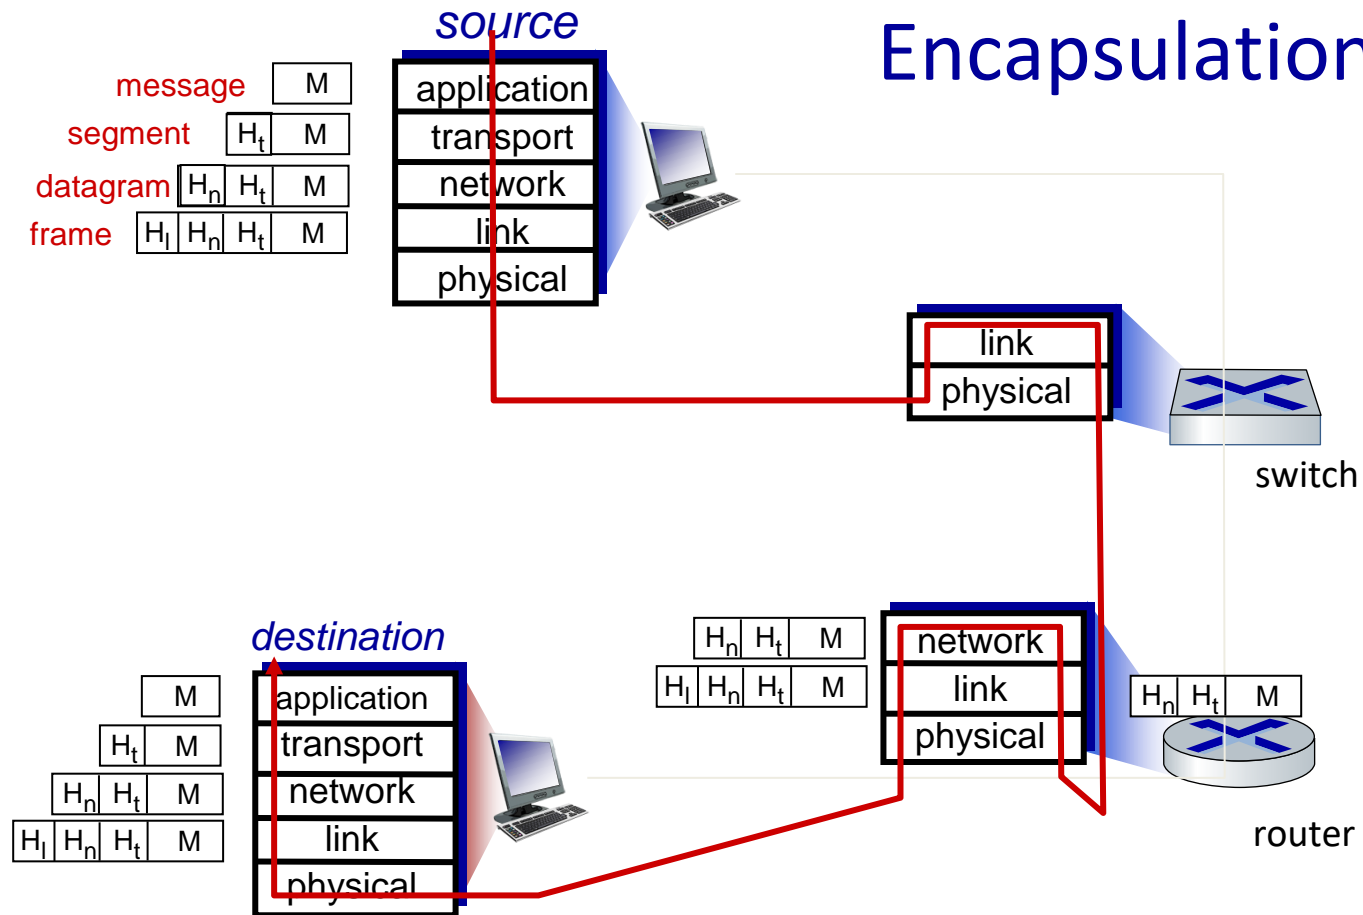 source
Encapsulation
message M application
segment Ht M transport
datagram Hn Ht M network
frame Hl Hn Ht M link
physical
link
physical
switch
destination
Hn Ht M network
Hl Hn Ht M link
physical
Hn Ht M
router
M application
Ht M transport
Hn Ht M network
Hl Hn Ht M link
physical